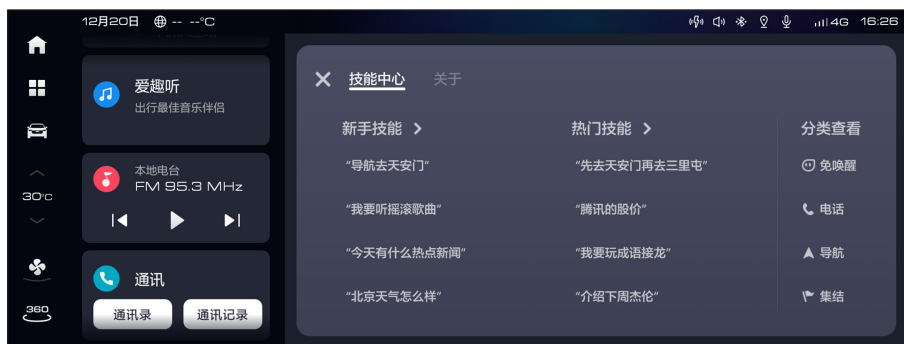 12月20日 -- --°C
4G 16:26
30°C
360
爱趣听
出行最佳音乐伴侣
本地电台
FM 95.3 MHz
通讯
通讯录 通讯记录
技能中心 关于
新手技能
“导航去天安门”
“我要听摇滚歌曲”
“今天有什么热点新闻”
“北京天气怎么样”
热门技能
“先去天安门再去三里屯”
“腾讯的股价”
“我要玩成语接龙”
“介绍下周杰伦”
分类查看
免唤醒
电话
导航
集结